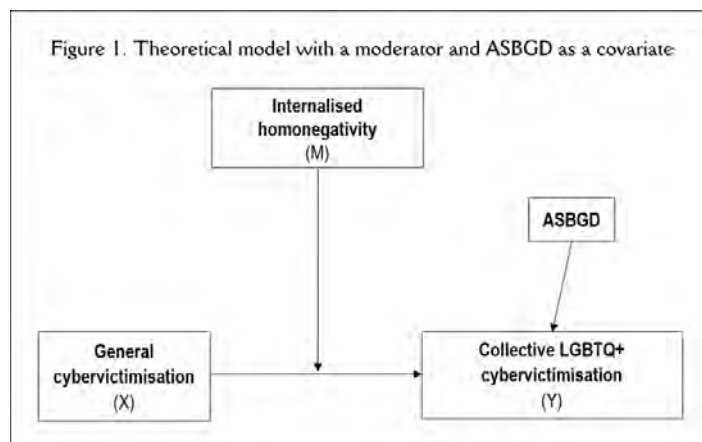 Figure 1. Theoretical model with a moderator and ASBGD as a covariate
Internalised
homonegativity
(M)
ASBGD
General
cybervictimisation
(X)
Collective LGBTQ+
cybervictimisation
(Y)